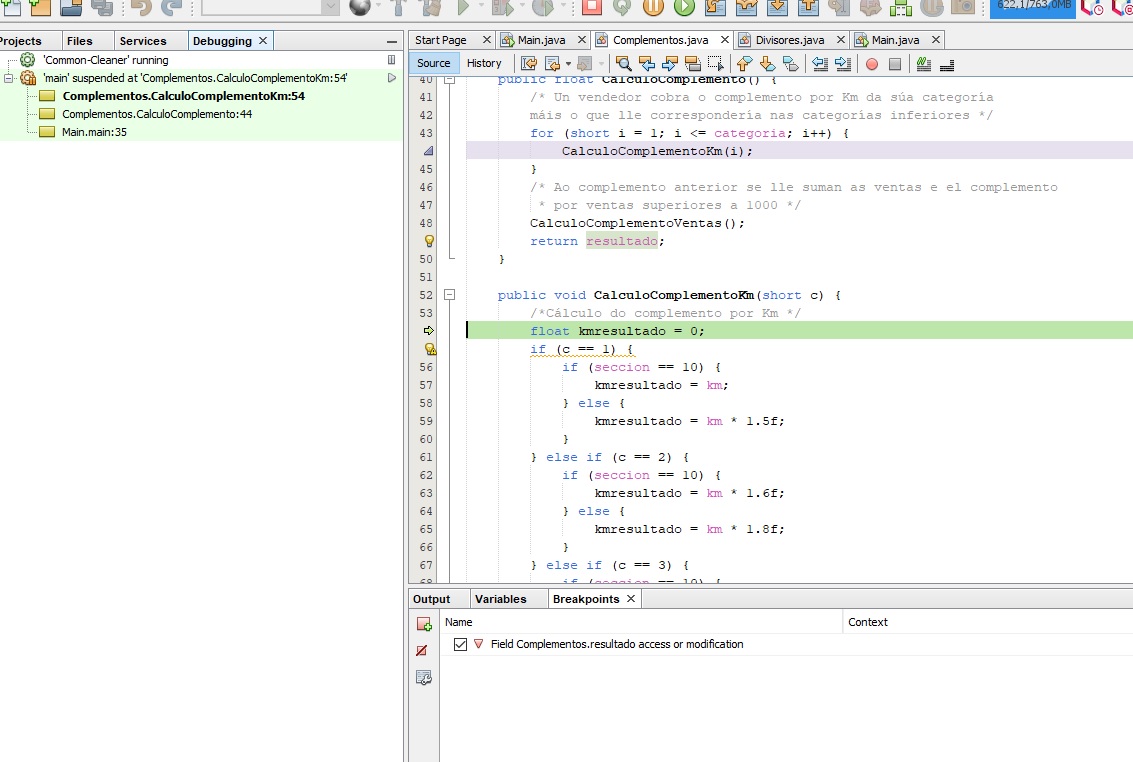 622,1/763,0MB
Projects Files Services Debugging
'Common-Cleaner' running
'main' suspended at 'Complementos.CalculoComplementoKm:54'
Complementos.CalculoComplementoKm:54
Complementos.CalculoComplemento:44
Main.main:35
Start Page Main.java Complementos.java Divisores.java Main.java
Source History
40 public float CalculoComplemento() {
41 /* Un vendedor cobra o complemento por Km da súa categoría
42 máis o que lle correspondería nas categorías inferiores */
43 for (short i = 1; i <= categoria; i++) {
CalculoComplementoKm(i);
45 }
46 /* Ao complemento anterior se lle suman as ventas e el complemento
47 * por ventas superiores a 1000 */
48 CalculoComplementoVentas();
return resultado;
50 }
51
52 public void CalculoComplementoKm(short c) {
53 /*Cálculo do complemento por Km */
float kmresultado = 0;
if (c == 1) {
56 if (seccion == 10) {
57 kmresultado = km;
58 } else {
59 kmresultado = km * 1.5f;
60 }
61 } else if (c == 2) {
62 if (seccion == 10) {
63 kmresultado = km * 1.6f;
64 } else {
65 kmresultado = km * 1.8f;
66 }
67 } else if (c == 3) {
68 if (seccion == 10) {
Output Variables Breakpoints
Name Context
Field Complementos.resultado access or modification